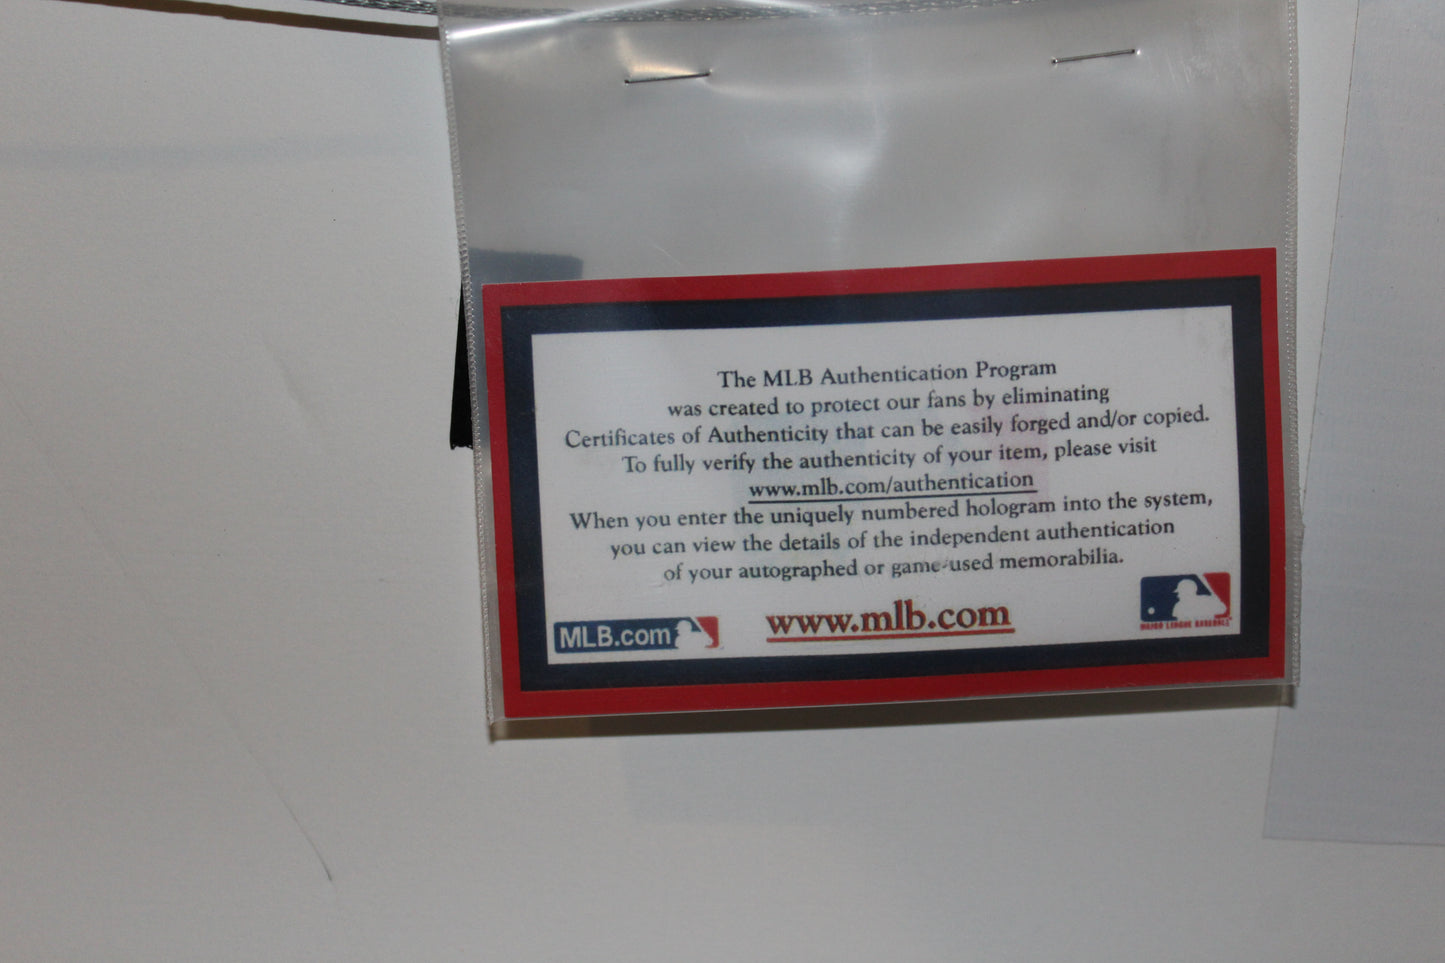 The MLB Authentication Program
was created to protect our fans by eliminating
Certificates of Authenticity that can be easily forged and/or copied.
To fully verify the authenticity of your item, please visit
www.mlb.com/authentication
When you enter the uniquely numbered hologram into the system,
you can view the details of the independent authentication
of your autographed or game-used memorabilia.
MLB.com
www.mlb.com
MAJOR LEAGUE BASEBALL